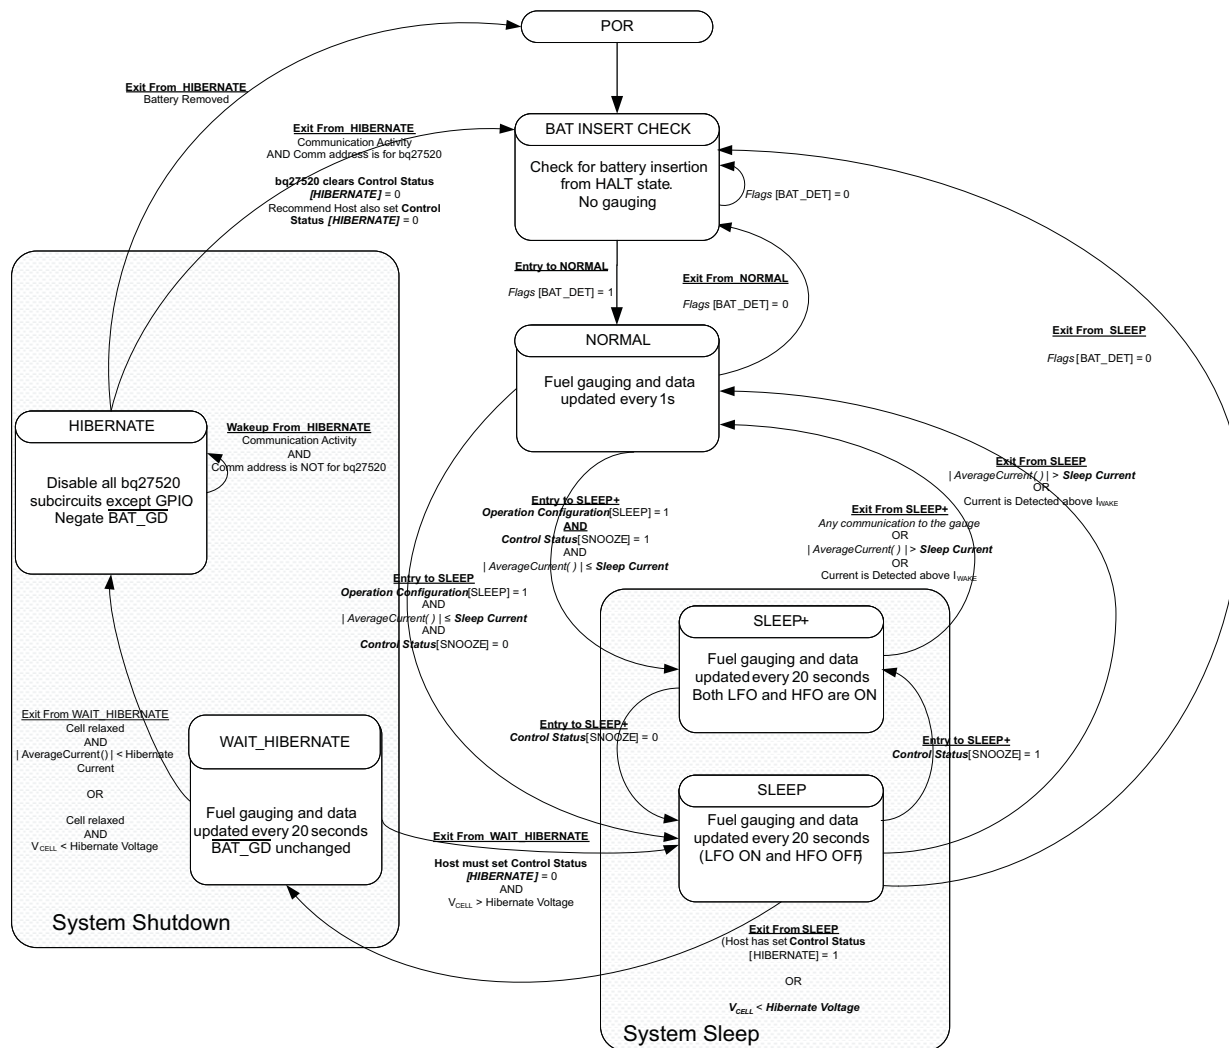 POR
Exit From HIBERNATE
Battery Removed
Exit From HIBERNATE
Communication Activity
AND Comm address is for bq27520
bq27520 clears Control Status
[HIBERNATE] = 0
Recommend Host also set Control
Status [HIBERNATE] = 0
BAT INSERT CHECK
Check for battery insertion
from HALT state.
No gauging
Flags [BAT_DET] = 0
Entry to NORMAL
Flags [BAT_DET] = 1
Exit From NORMAL
Flags [BAT_DET] = 0
Exit From SLEEP
Flags [BAT_DET] = 0
NORMAL
Fuel gauging and data
updated every 1s
HIBERNATE
Disable all bq27520
subcircuits except GPIO
Negate BAT_GD
Wakeup From HIBERNATE
Communication Activity
AND
Comm address is NOT for bq27520
Entry to SLEEP+
Operation Configuration[SLEEP] = 1
AND
Control Status[SNOOZE] = 1
AND
| AverageCurrent( ) | ≤ Sleep Current
Exit From SLEEP
| AverageCurrent( ) | > Sleep Current
OR
Current is Detected above IWAKE
Exit From SLEEP+
Any communication to the gauge
OR
| AverageCurrent( ) | > Sleep Current
OR
Current is Detected above IWAKE
Entry to SLEEP
Operation Configuration[SLEEP] = 1
AND
| AverageCurrent( ) | ≤ Sleep Current
AND
Control Status[SNOOZE] = 0
SLEEP+
Fuel gauging and data
updated every 20 seconds
Both LFO and HFO are ON
Entry to SLEEP+
Control Status[SNOOZE] = 0
Entry to SLEEP+
Control Status[SNOOZE] = 1
SLEEP
Fuel gauging and data
updated every 20 seconds
(LFO ON and HFO OFF)
Exit From WAIT_HIBERNATE
Cell relaxed
AND
| AverageCurrent() | < Hibernate
Current
OR
Cell relaxed
AND
VCELL < Hibernate Voltage
WAIT_HIBERNATE
Fuel gauging and data
updated every 20 seconds
BAT_GD unchanged
Exit From WAIT_HIBERNATE
Host must set Control Status
[HIBERNATE] = 0
AND
VCELL > Hibernate Voltage
System Shutdown
Exit From SLEEP
(Host has set Control Status
[HIBERNATE] = 1
OR
VCELL < Hibernate Voltage
System Sleep